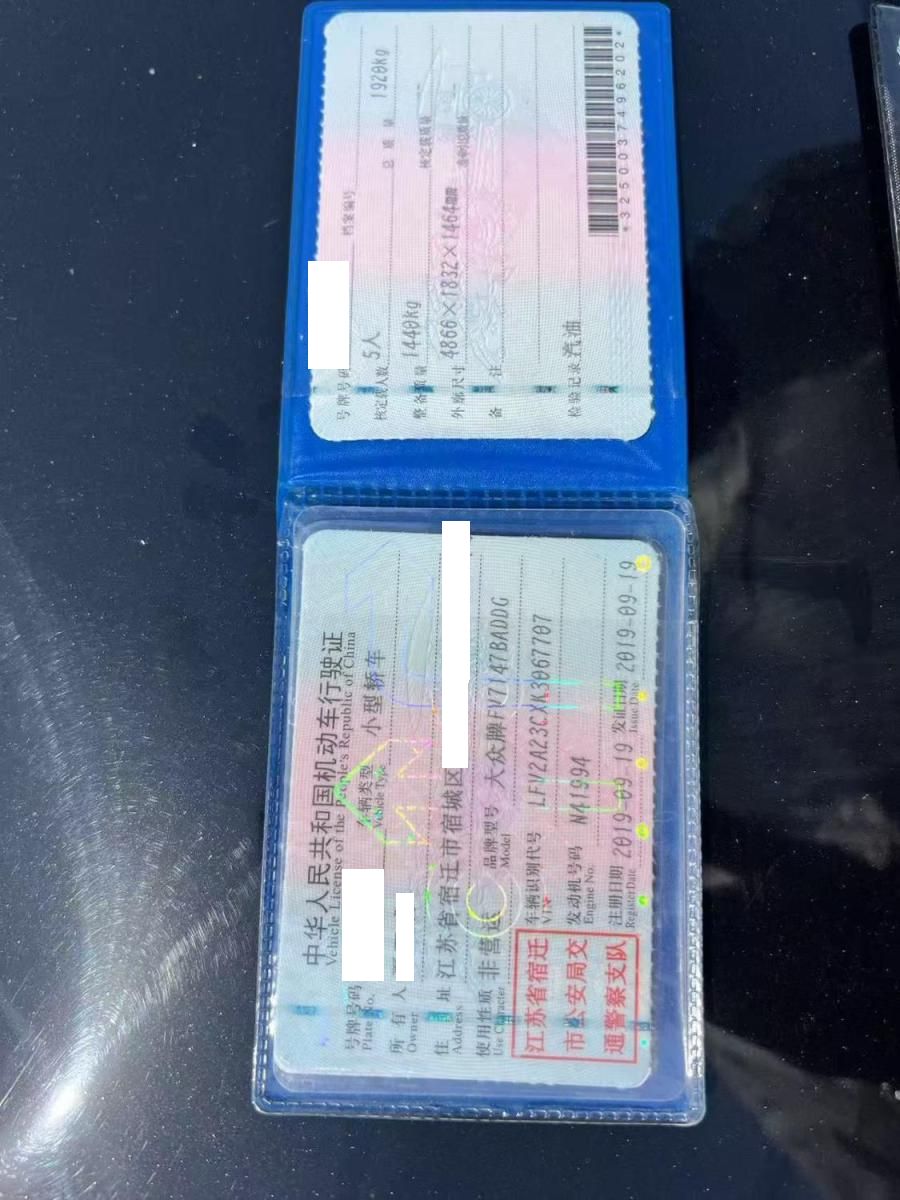 中华人民共和国机动车行驶证
Vehicle License of the People's Republic of China
号牌号码 车辆类型 小型轿车
Plate No. Vehicle Type
所有人
Owner
住址 江苏省宿迁市宿城区
Address
使用性质 非营运 品牌型号 大众牌FV7147BADDG
Use Character Model
江苏省宿迁
市公安局交
通警察支队
车辆识别代号 LFV2A23CXK3067707
VIN
发动机号码 N41994
Engine No.
注册日期 2019-09-19 发证日期 2019-09-19
Register Date Issue Date
号牌号码 档案编号
核定载人数 5人 总质量 1920kg
整备质量 1440kg 核定载质量
外廓尺寸 4866×1832×1464
备注
检验记录 汽油
*3250037496202*